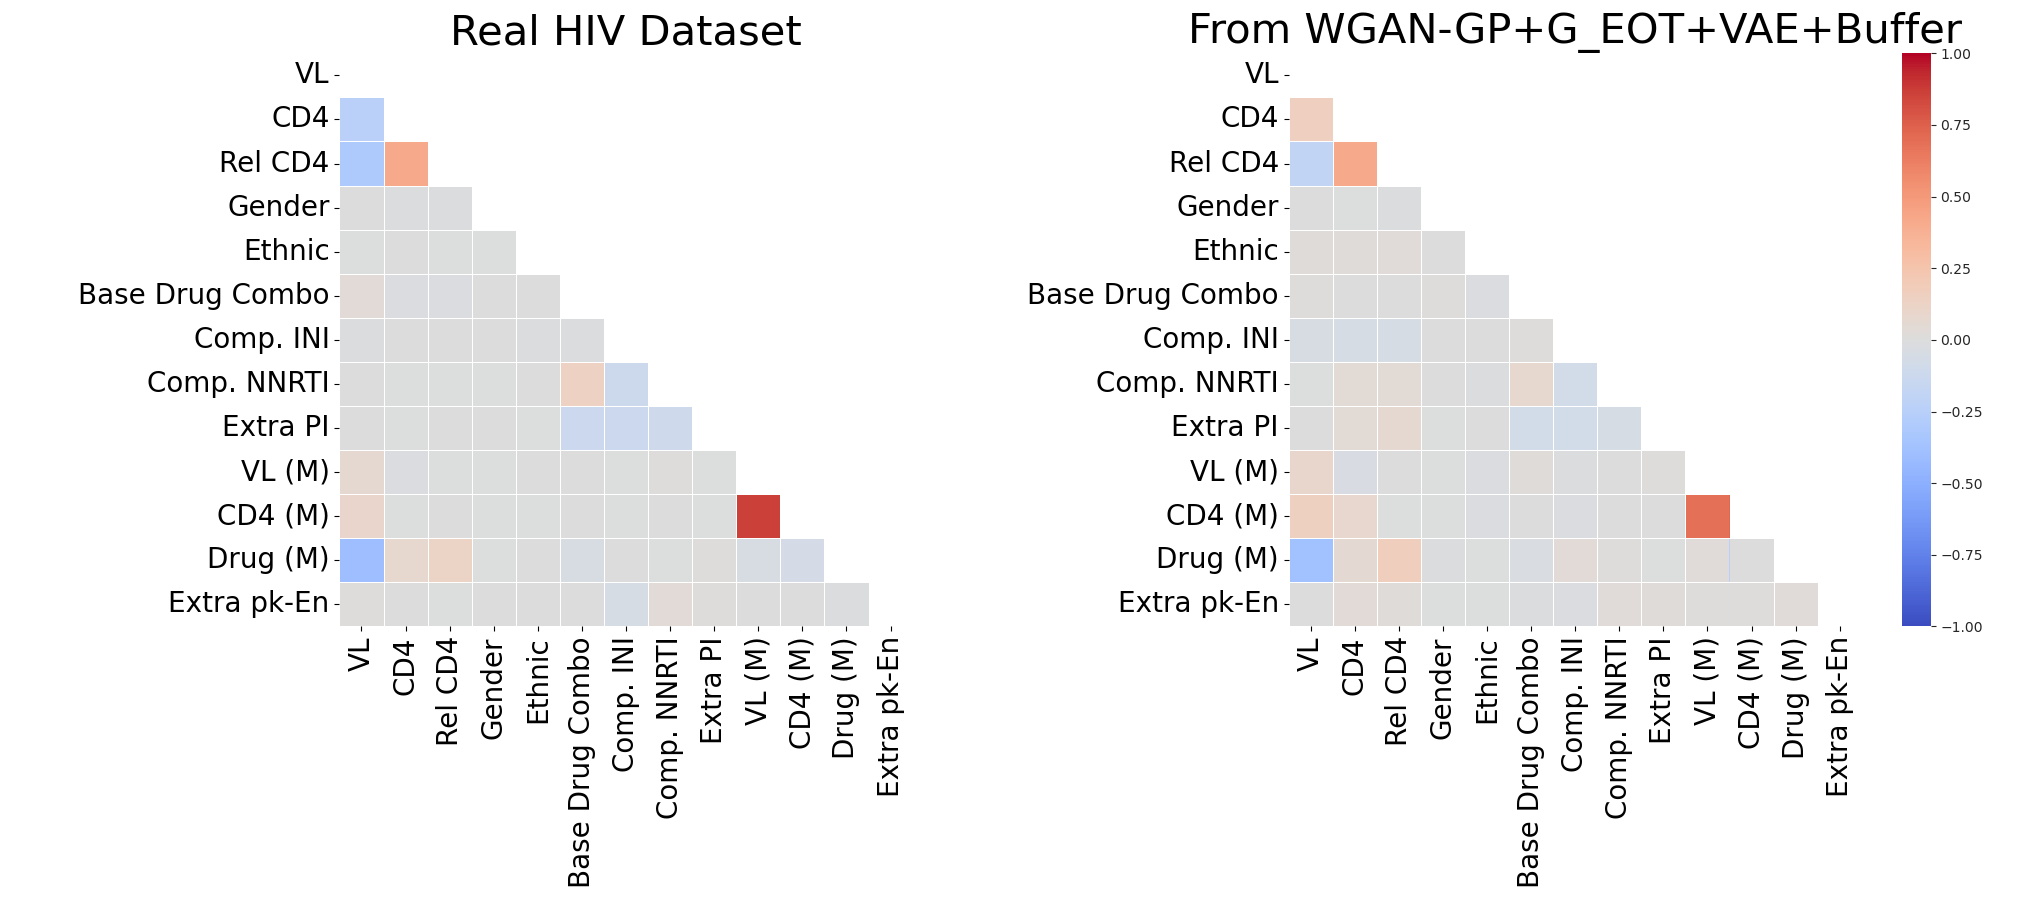 Real HIV Dataset
VL
CD4
Rel CD4
Gender
Ethnic
Base Drug Combo
Comp. INI
Comp. NNRTI
Extra PI
VL (M)
CD4 (M)
Drug (M)
Extra pk-En
VL
CD4
Rel CD4
Gender
Ethnic
Base Drug Combo
Comp. INI
Comp. NNRTI
Extra PI
VL (M)
CD4 (M)
Drug (M)
Extra pk-En
From WGAN-GP+G_EOT+VAE+Buffer
VL
CD4
Rel CD4
Gender
Ethnic
Base Drug Combo
Comp. INI
Comp. NNRTI
Extra PI
VL (M)
CD4 (M)
Drug (M)
Extra pk-En
VL
CD4
Rel CD4
Gender
Ethnic
Base Drug Combo
Comp. INI
Comp. NNRTI
Extra PI
VL (M)
CD4 (M)
Drug (M)
Extra pk-En
1.00
0.75
0.50
0.25
0.00
−0.25
−0.50
−0.75
−1.00